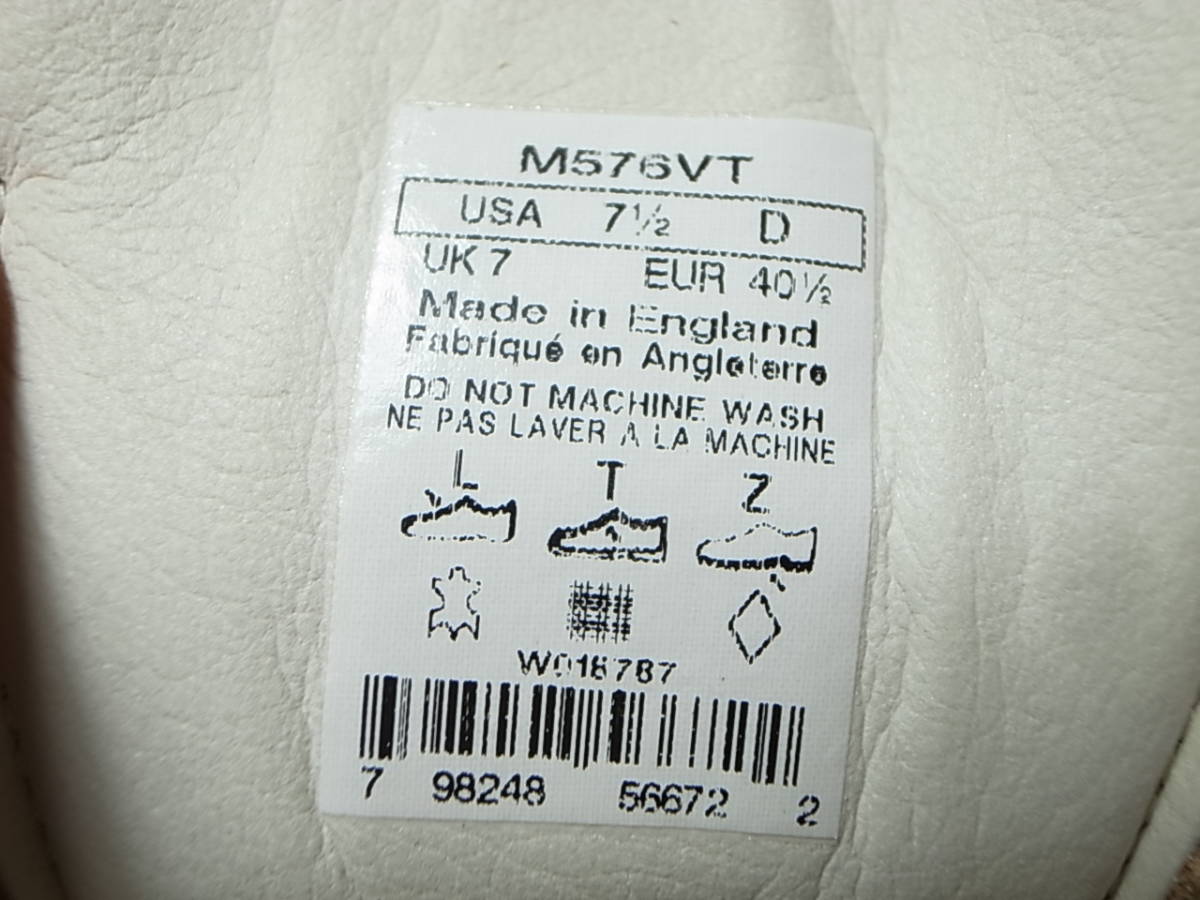 M576VT
USA 7½ D
UK 7 EUR 40½
Made in England
Fabriqué en Angleterre
DO NOT MACHINE WASH
NE PAS LAVER A LA MACHINE
L T Z
W018787
7 98248 56672 2